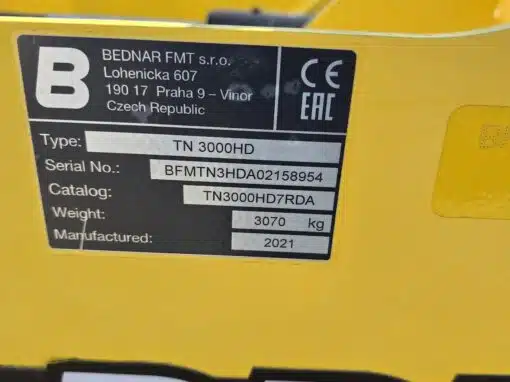 B
BEDNAR FMT s.r.o.
Lohenicka 607
190 17 Praha 9 – Vinor
Czech Republic
CE
EAC
Type: TN 3000HD
Serial No.: BFMTN3HDA02158954
Catalog: TN3000HD7RDA
Weight: 3070 kg
Manufactured: 2021